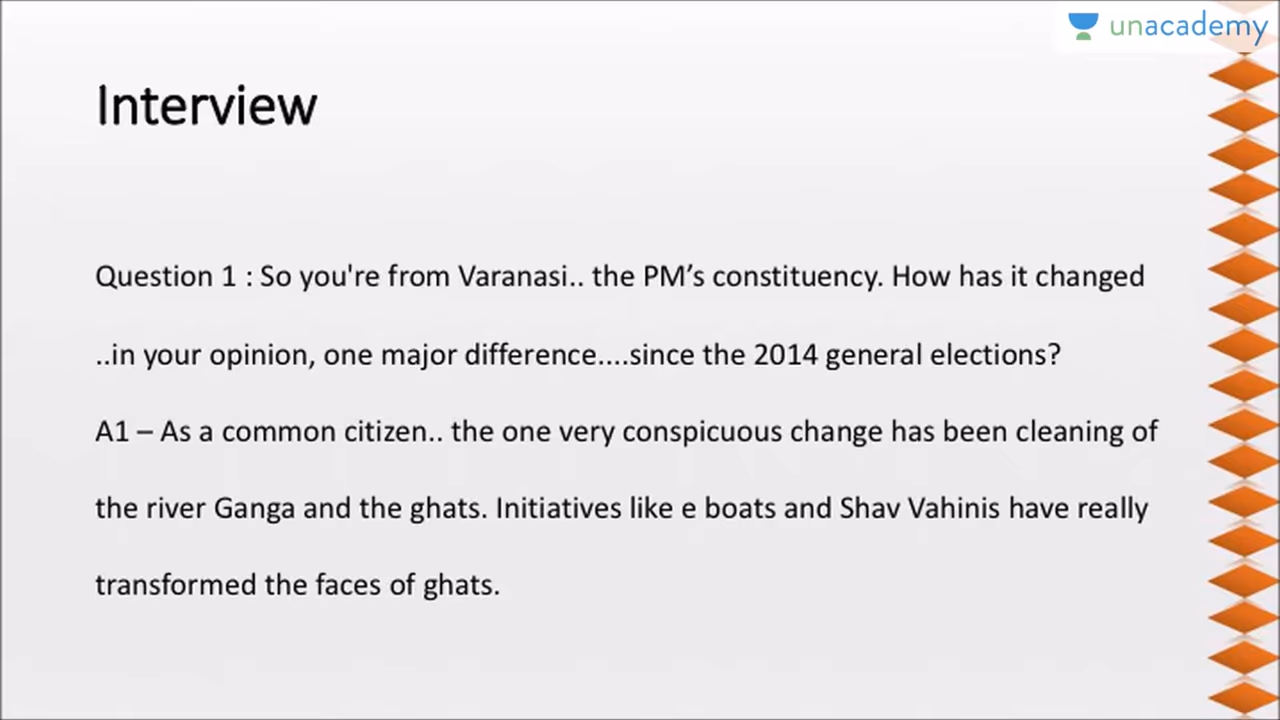 unacademy
Interview
Question 1 : So you're from Varanasi.. the PM’s constituency. How has it changed
..in your opinion, one major difference....since the 2014 general elections?
A1 – As a common citizen.. the one very conspicuous change has been cleaning of
the river Ganga and the ghats. Initiatives like e boats and Shav Vahinis have really
transformed the faces of ghats.